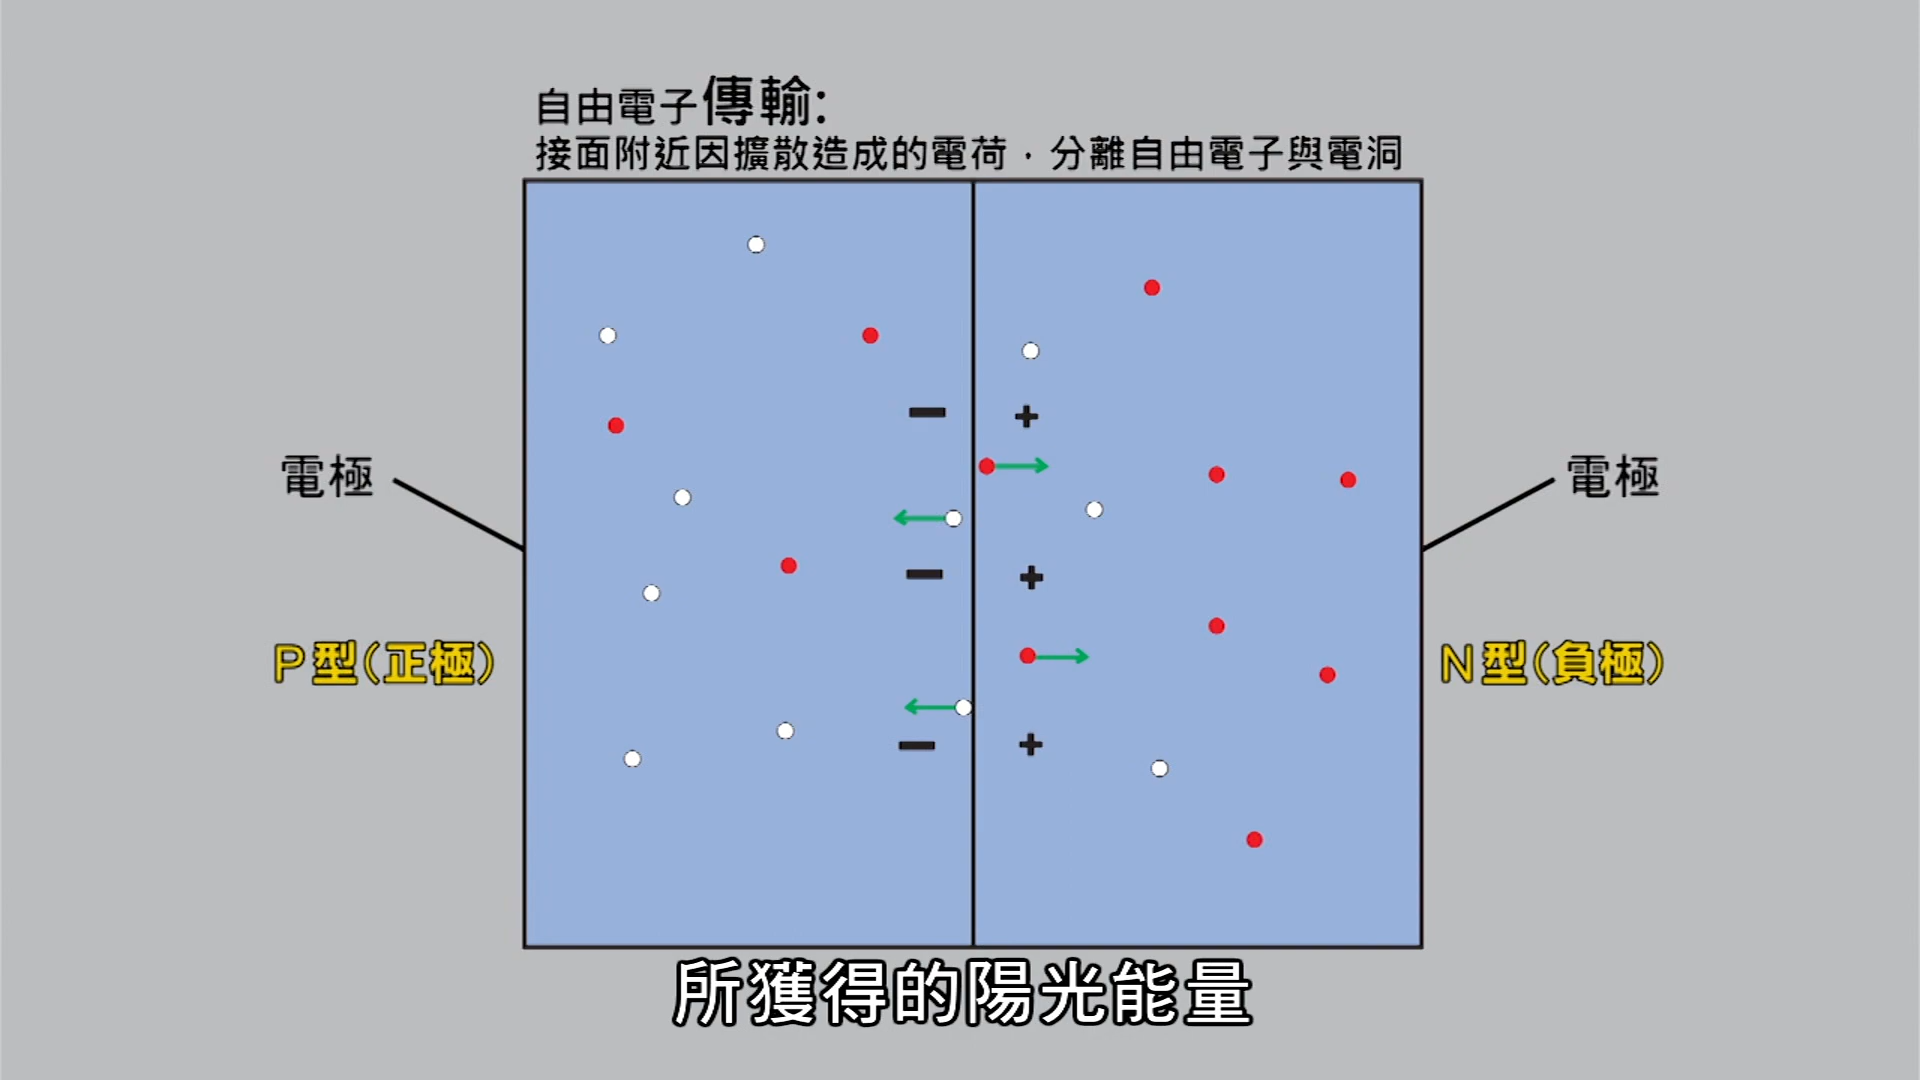 自由電子傳輸:
接面附近因擴散造成的電荷，分離自由電子與電洞
電極
電極
P型(正極)
N型(負極)
所獲得的陽光能量